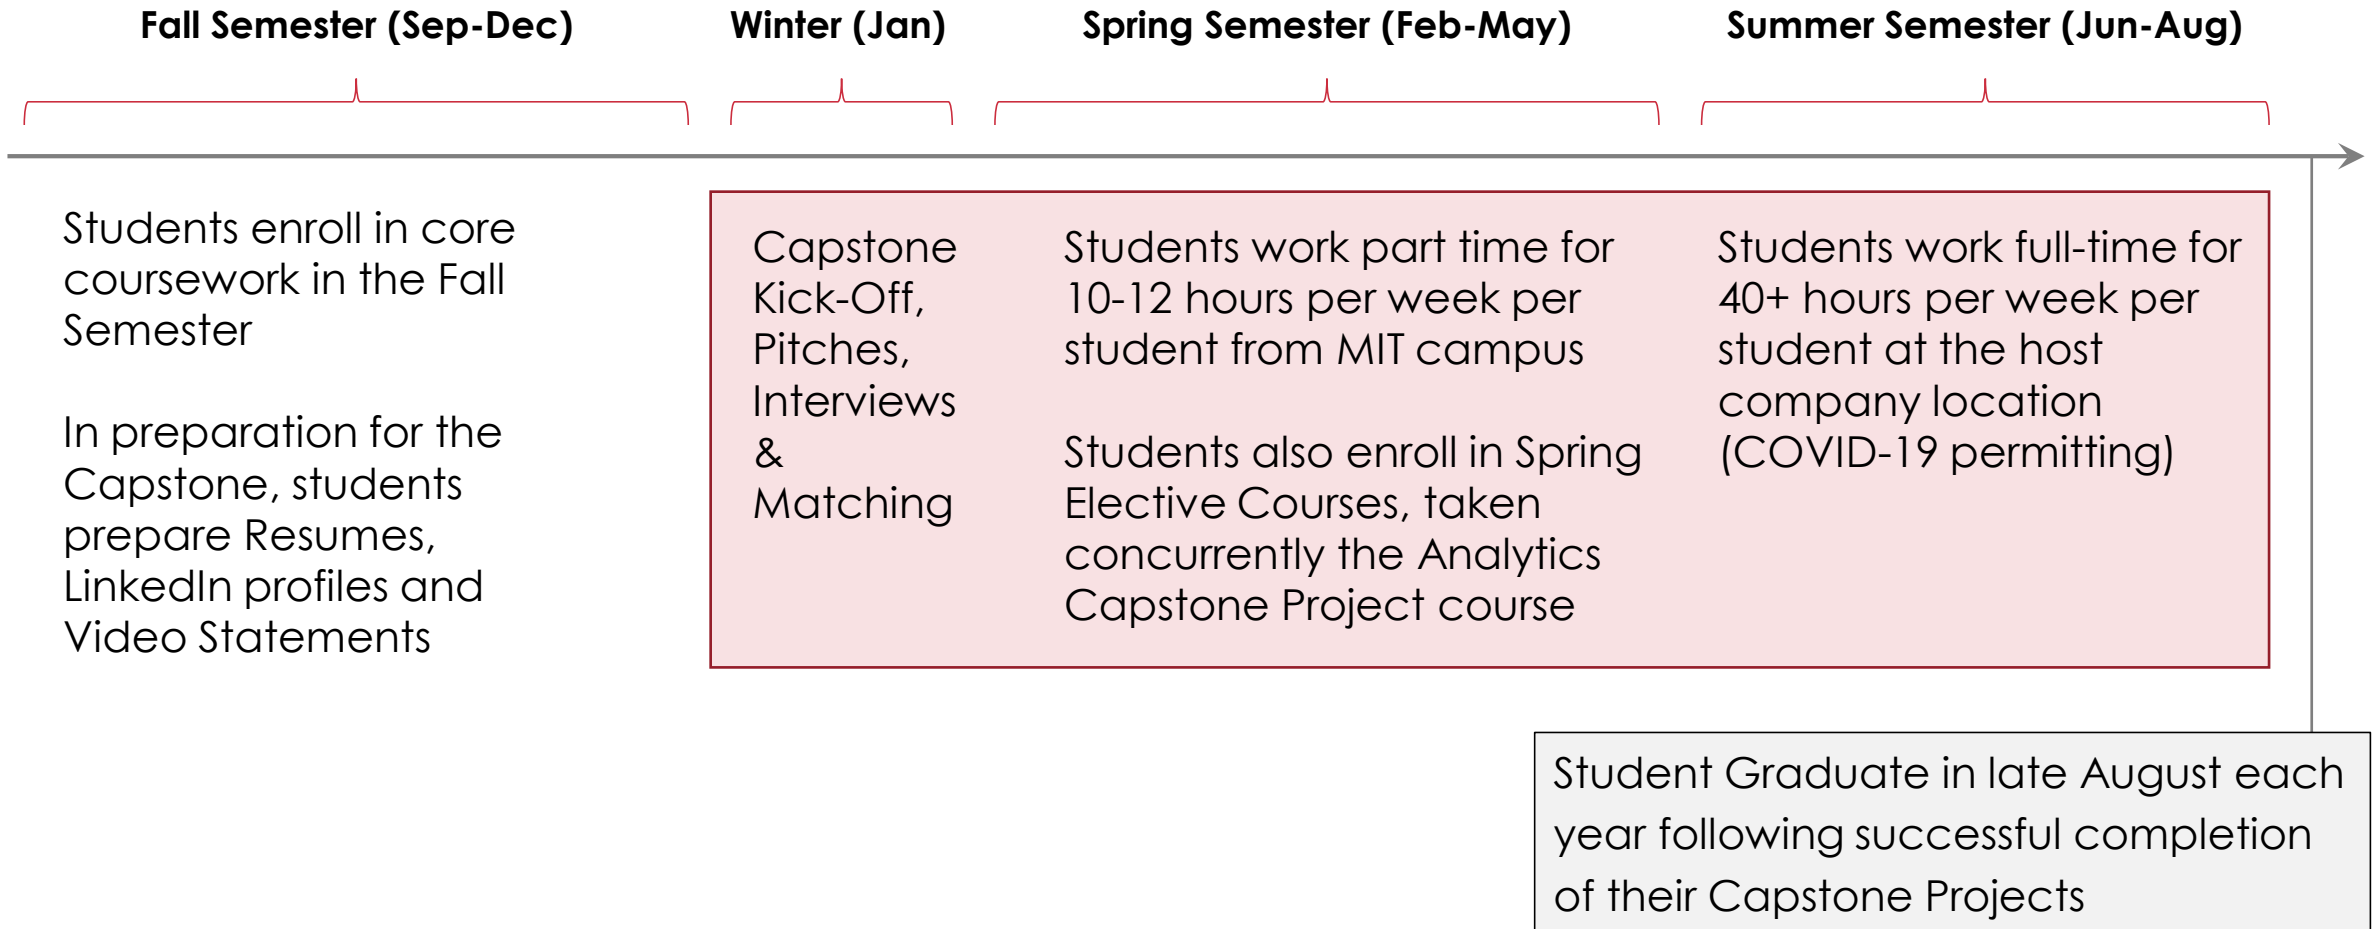 Fall Semester (Sep-Dec)
Winter (Jan)
Spring Semester (Feb-May)
Summer Semester (Jun-Aug)
Students enroll in core
coursework in the Fall
Semester
In preparation for the
Capstone, students
prepare Resumes,
LinkedIn profiles and
Video Statements
Capstone
Kick-Off,
Pitches,
Interviews
&
Matching
Students work part time for
10-12 hours per week per
student from MIT campus
Students also enroll in Spring
Elective Courses, taken
concurrently the Analytics
Capstone Project course
Students work full-time for
40+ hours per week per
student at the host
company location
(COVID-19 permitting)
Student Graduate in late August each
year following successful completion
of their Capstone Projects